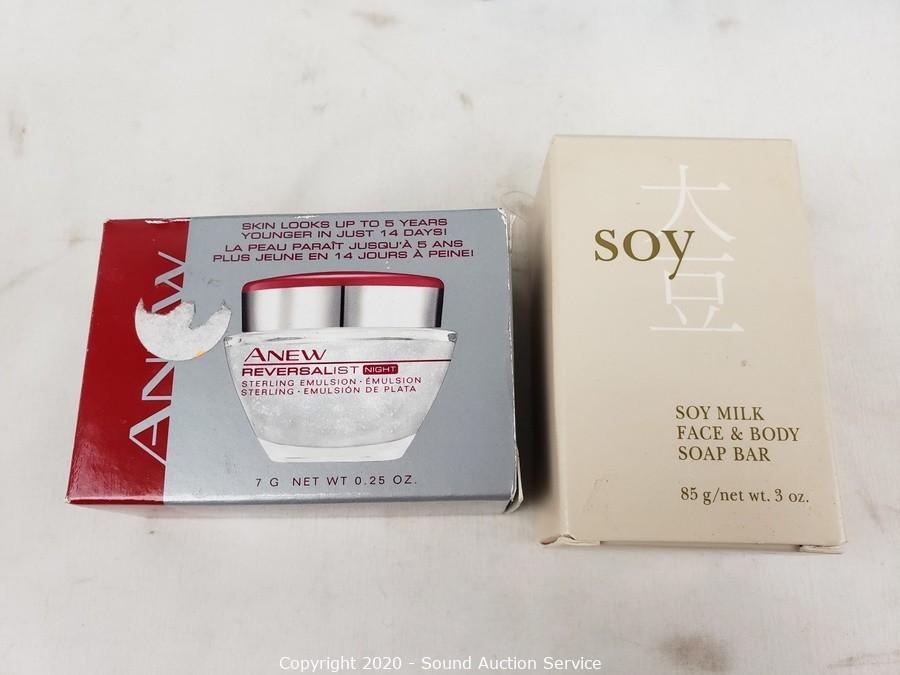 ANEW
SKIN LOOKS UP TO 5 YEARS
YOUNGER IN JUST 14 DAYS!
LA PEAU PARAÎT JUSQU'À 5 ANS
PLUS JEUNE EN 14 JOURS À PEINE!
ANEW
REVERSALIST NIGHT
STERLING EMULSION · ÉMULSION
STERLING · EMULSIÓN DE PLATA
7 G NET WT 0.25 OZ.
大豆
soy
SOY MILK
FACE & BODY
SOAP BAR
85 g/net wt. 3 oz.
Copyright 2020 - Sound Auction Service